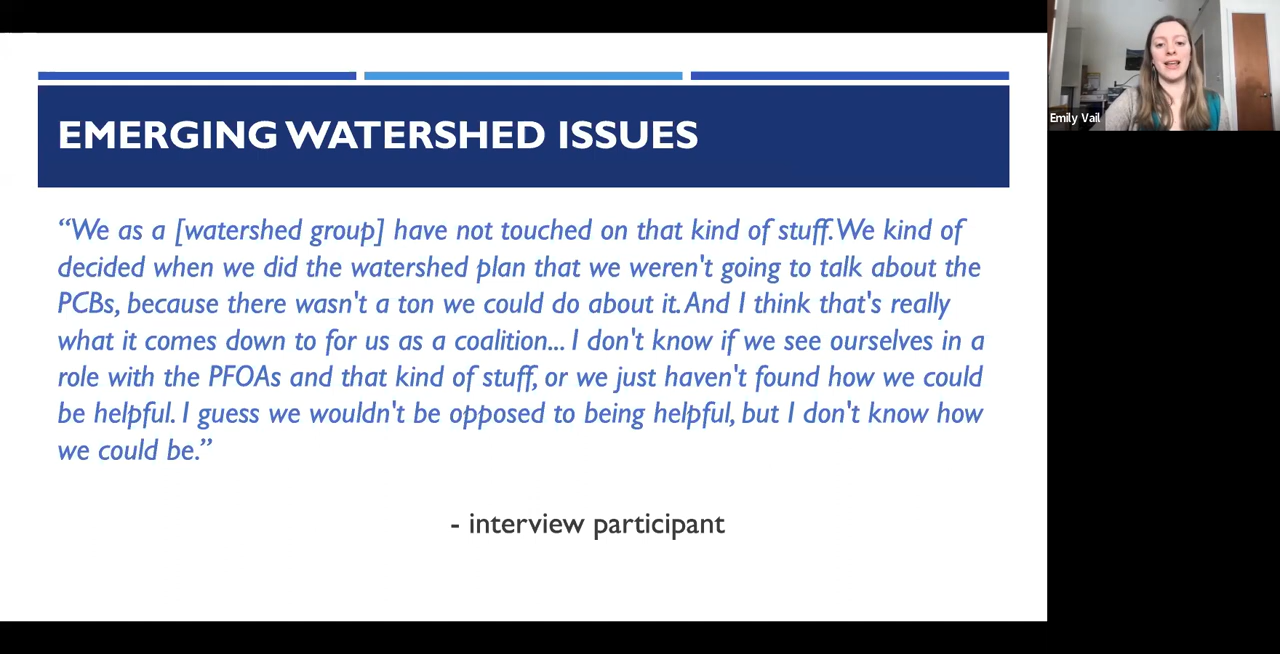 EMERGING WATERSHED ISSUES
“We as a [watershed group] have not touched on that kind of stuff. We kind of
decided when we did the watershed plan that we weren't going to talk about the
PCBs, because there wasn't a ton we could do about it. And I think that's really
what it comes down to for us as a coalition... I don't know if we see ourselves in a
role with the PFOAs and that kind of stuff, or we just haven't found how we could
be helpful. I guess we wouldn't be opposed to being helpful, but I don't know how
we could be.”
- interview participant
Emily Vail